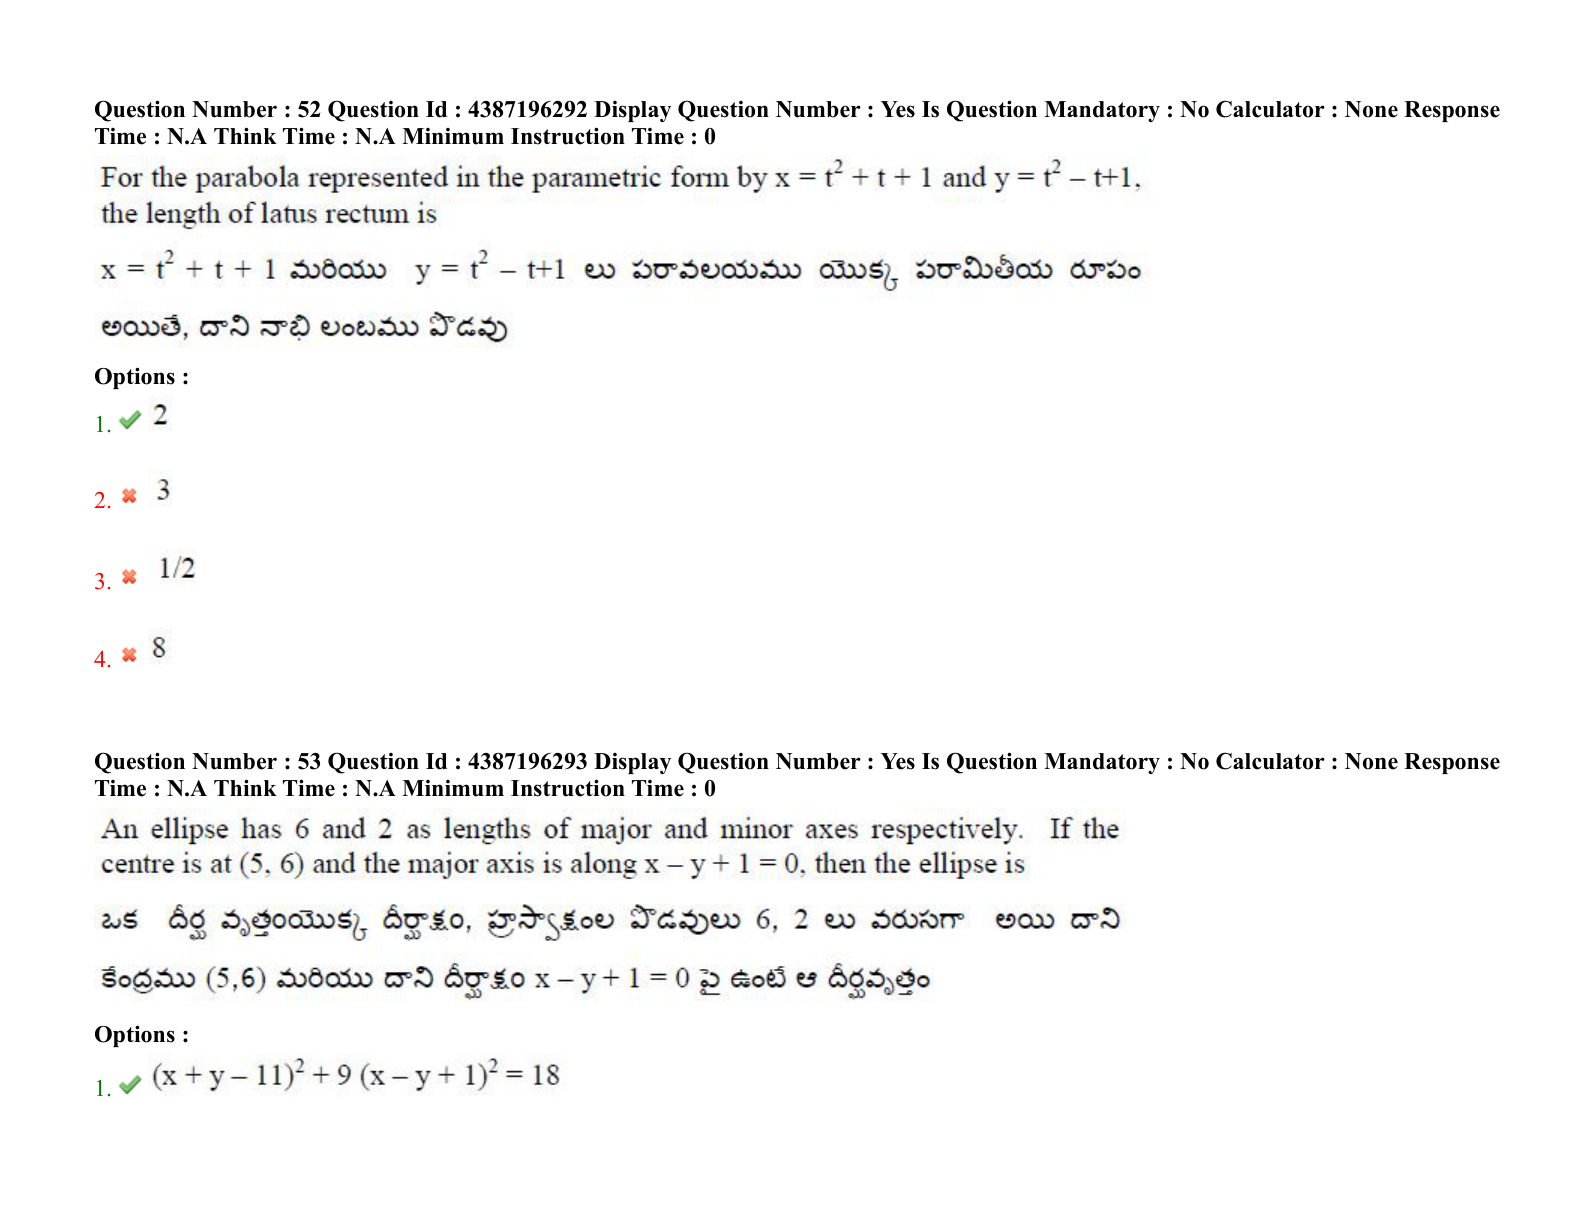 Question Number : 52 Question Id : 4387196292 Display Question Number : Yes Is Question Mandatory : No Calculator : None Response
Time : N.A Think Time : N.A Minimum Instruction Time : 0
For the parabola represented in the parametric form by x = t² + t + 1 and y = t² – t+1,
the length of latus rectum is
x = t² + t + 1 మరియు y = t² – t+1 లు పరావలయము యొక్క పరామితీయ రూపం
అయితే, దాని నాభి లంబము పొడవు
Options :
1. ✔ 2
2. ✖ 3
3. ✖ 1/2
4. ✖ 8
Question Number : 53 Question Id : 4387196293 Display Question Number : Yes Is Question Mandatory : No Calculator : None Response
Time : N.A Think Time : N.A Minimum Instruction Time : 0
An ellipse has 6 and 2 as lengths of major and minor axes respectively. If the
centre is at (5, 6) and the major axis is along x – y + 1 = 0, then the ellipse is
ఒక దీర్ఘ వృత్తంయొక్క దీర్ఘాక్షం, హ్రస్వాక్షంల పొడవులు 6, 2 లు వరుసగా అయి దాని
కేంద్రము (5,6) మరియు దాని దీర్ఘాక్షం x – y + 1 = 0 పై ఉంటే ఆ దీర్ఘవృత్తం
Options :
1. ✔ (x + y – 11)² + 9 (x – y + 1)² = 18